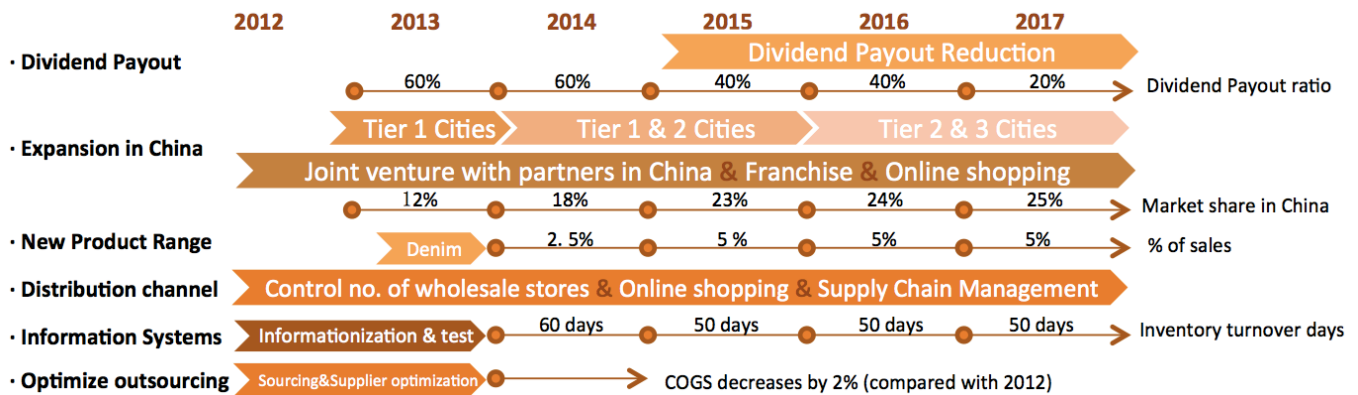 2012 2013 2014 2015 2016 2017
· Dividend Payout
Dividend Payout Reduction
60% 60% 40% 40% 20% Dividend Payout ratio
· Expansion in China
Tier 1 Cities Tier 1 & 2 Cities Tier 2 & 3 Cities
Joint venture with partners in China & Franchise & Online shopping
12% 18% 23% 24% 25% Market share in China
· New Product Range
Denim 2. 5% 5 % 5% 5% % of sales
· Distribution channel Control no. of wholesale stores & Online shopping & Supply Chain Management
· Information Systems Informationization & test 60 days 50 days 50 days 50 days Inventory turnover days
· Optimize outsourcing Sourcing&Supplier optimization COGS decreases by 2% (compared with 2012)